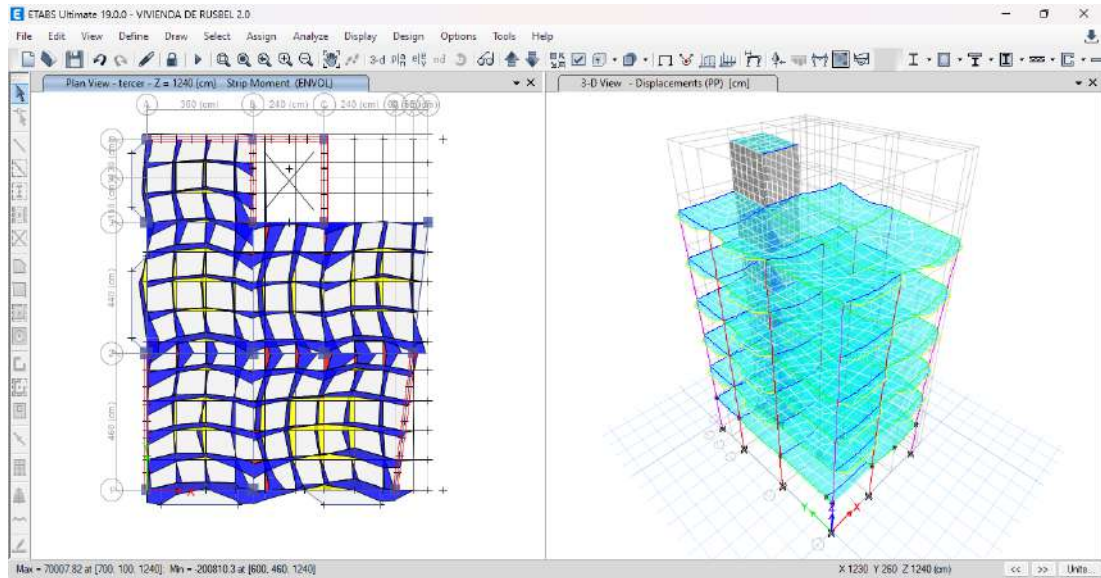 ETABS Ultimate 19.0.0 - VIVIENDA DE RUSBEL 2.0
File Edit View Define Draw Select Assign Analyze Display Design Options Tools Help
3-d
Plan View - tercer - Z = 1240 (cm) Strip Moment (ENVOL)
3-D View - Displacements (PP) [cm]
A 360 (cm) B 240 (cm) C 240 (cm)
440 (cm)
460 (cm)
X
Y Z X
Max = 70007.82 at [700, 100, 1240]; Min = -200810.3 at [600, 460, 1240]
X 1230 Y 260 Z 1240 (cm)
<< >> Units...